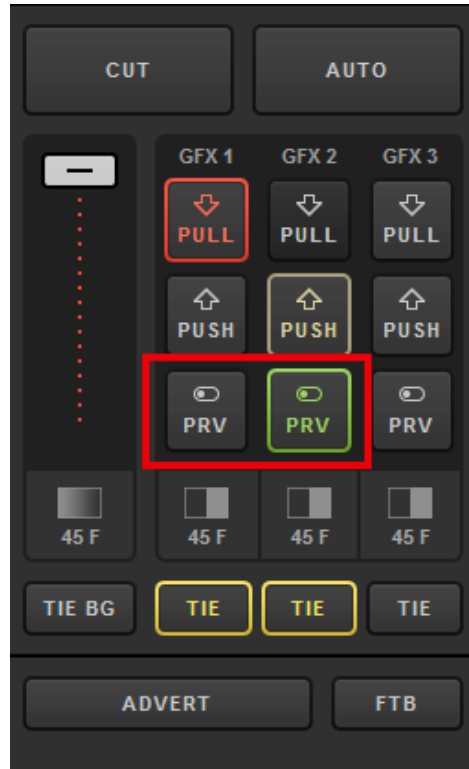 CUT AUTO
GFX 1 GFX 2 GFX 3
PULL PULL PULL
PUSH PUSH PUSH
PRV PRV PRV
45 F 45 F 45 F 45 F
TIE BG TIE TIE TIE
ADVERT FTB